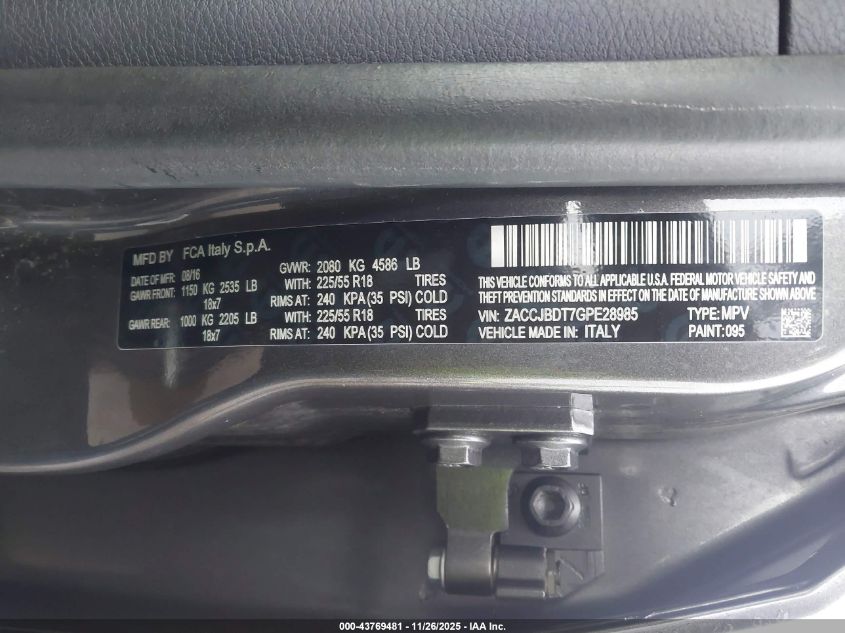 MFD BY FCA Italy S.p.A.
DATE OF MFR: 08/16 GVWR: 2080 KG 4586 LB
GAWR FRONT: 1150 KG 2535 LB WITH: 225/55 R18 TIRES
18x7 RIMS AT: 240 KPA(35 PSI) COLD
GAWR REAR: 1000 KG 2205 LB WITH: 225/55 R18 TIRES
18x7 RIMS AT: 240 KPA(35 PSI) COLD
THIS VEHICLE CONFORMS TO ALL APPLICABLE U.S.A. FEDERAL MOTOR VEHICLE SAFETY AND
THEFT PREVENTION STANDARDS IN EFFECT ON THE DATE OF MANUFACTURE SHOWN ABOVE.
VIN: ZACCJBDT7GPE28985 TYPE: MPV
VEHICLE MADE IN: ITALY PAINT: 095
000-43769481 - 11/26/2025 - IAA Inc.